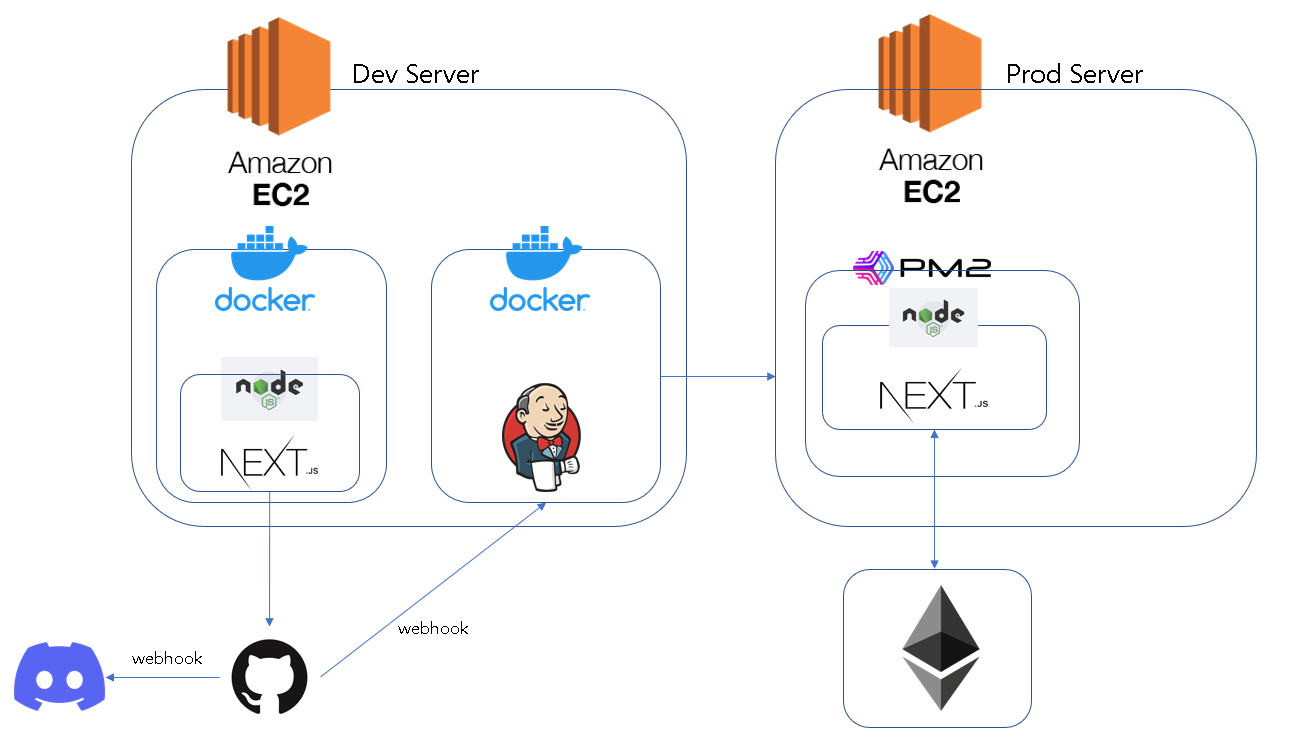 Dev Server
Prod Server
Amazon
EC2
Amazon
EC2
docker
docker
PM2
node
JS
node
JS
NEXT.JS
NEXT.JS
webhook
webhook